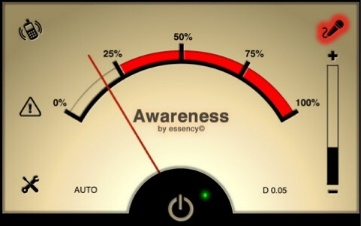 50%
25% 75%
0% 100%
Awareness
by essency©
+
-
AUTO D 0.05